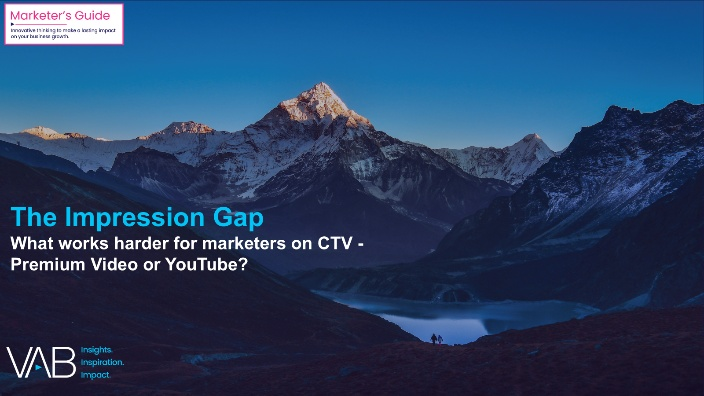 Marketer's Guide
Innovative thinking to make a lasting impact
on your business growth.
The Impression Gap
What works harder for marketers on CTV -
Premium Video or YouTube?
VAB
Insights.
Inspiration.
Impact.